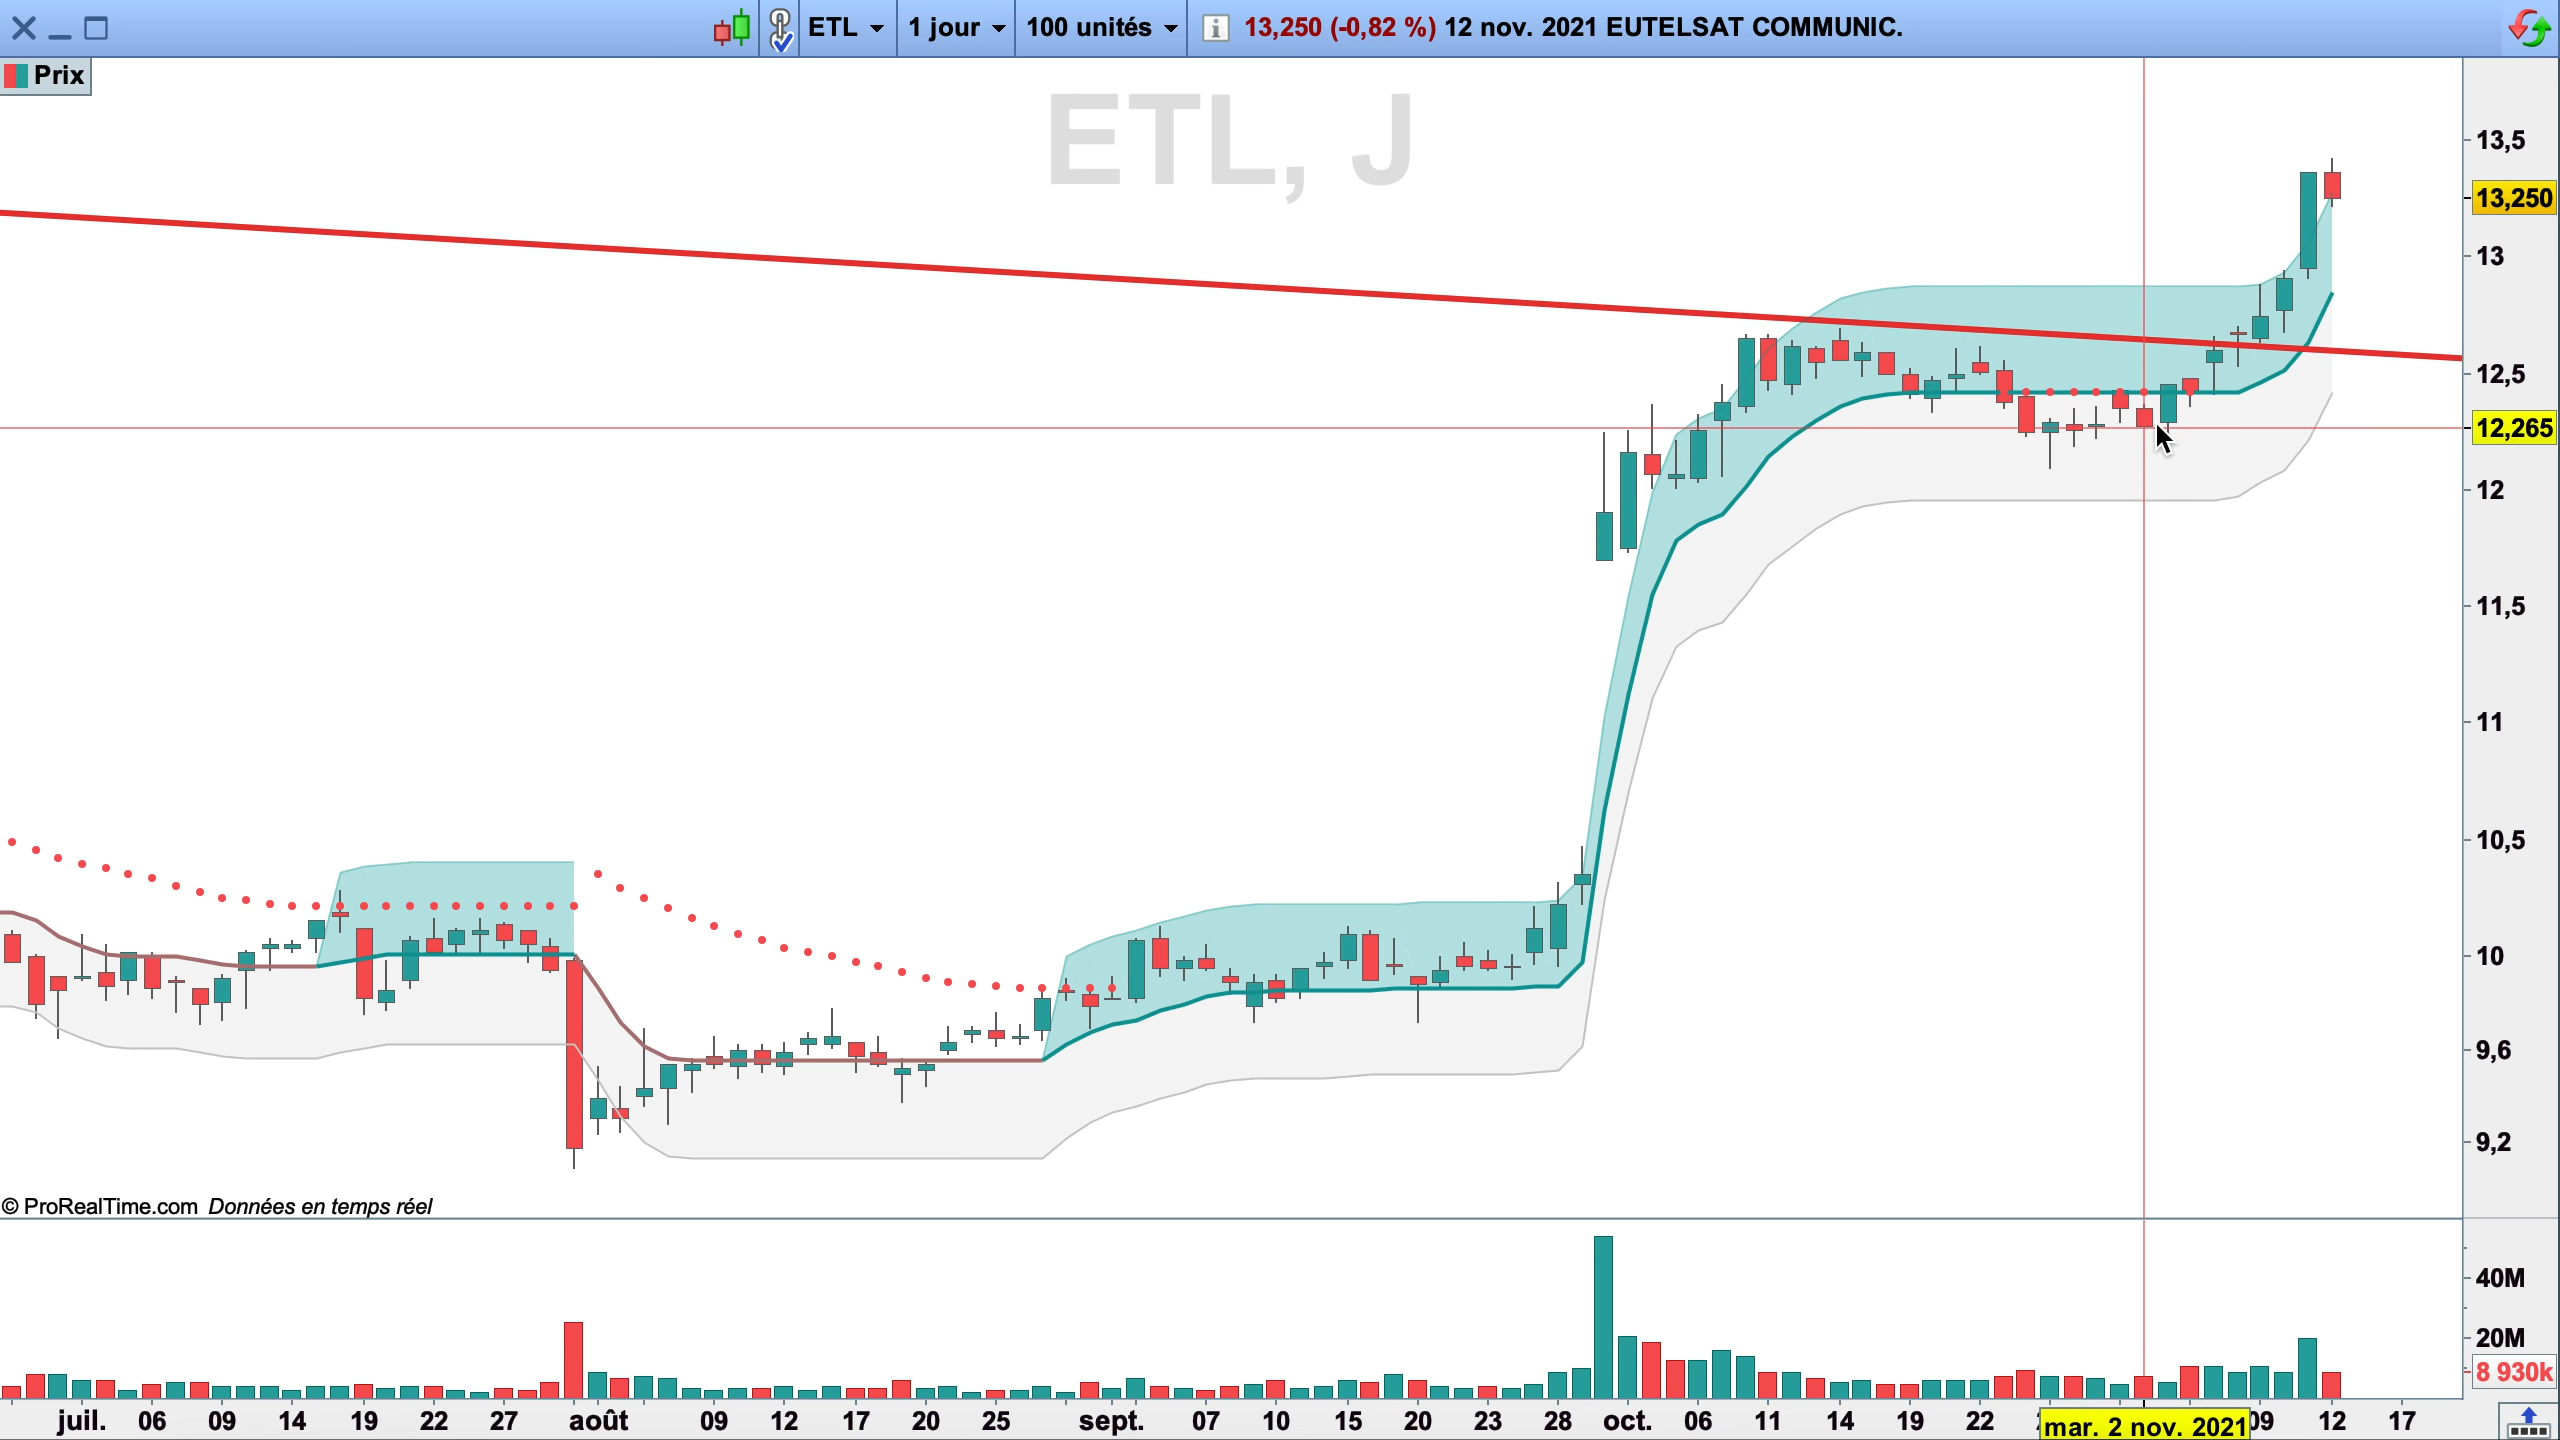 ETL 1 jour 100 unités i 13,250 (-0,82 %) 12 nov. 2021 EUTELSAT COMMUNIC.
Prix
ETL, J
13,5
13,250
13
12,5
12,265
12
11,5
11
10,5
10
9,6
9,2
© ProRealTime.com Données en temps réel
40M
20M
8 930k
juil. 06 09 14 19 22 27 août 09 12 17 20 25 sept. 07 10 15 20 23 28 oct. 06 11 14 19 22 mar. 2 nov. 2021 09 12 17